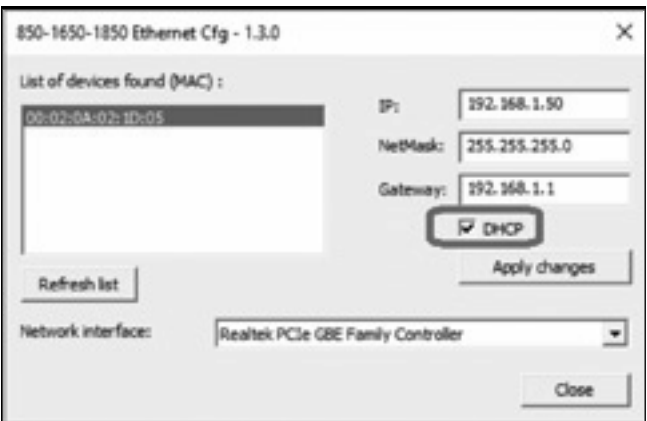 850-1650-1850 Ethernet Cfg - 1.3.0
List of devices found (MAC) :
00:02:0A:02:1D:05
IP: 192.168.1.50
NetMask: 255.255.255.0
Gateway: 192.168.1.1
DHCP
Apply changes
Refresh list
Network interface: Realtek PCIe GBE Family Controller
Close